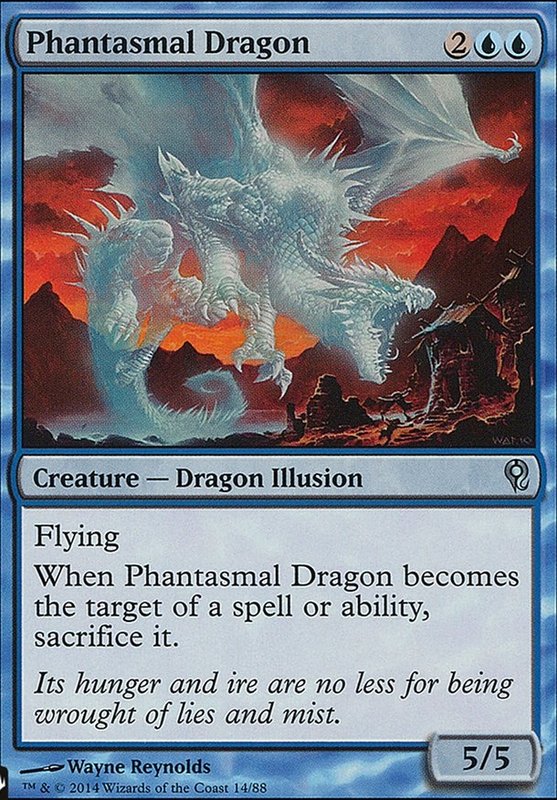 Phantasmal Dragon 2
WAR·10
Creature — Dragon Illusion
Flying
When Phantasmal Dragon becomes
the target of a spell or ability,
sacrifice it.
Its hunger and ire are no less for being
wrought of lies and mist.
5/5
Wayne Reynolds
™ & © 2014 Wizards of the Coast 14/88